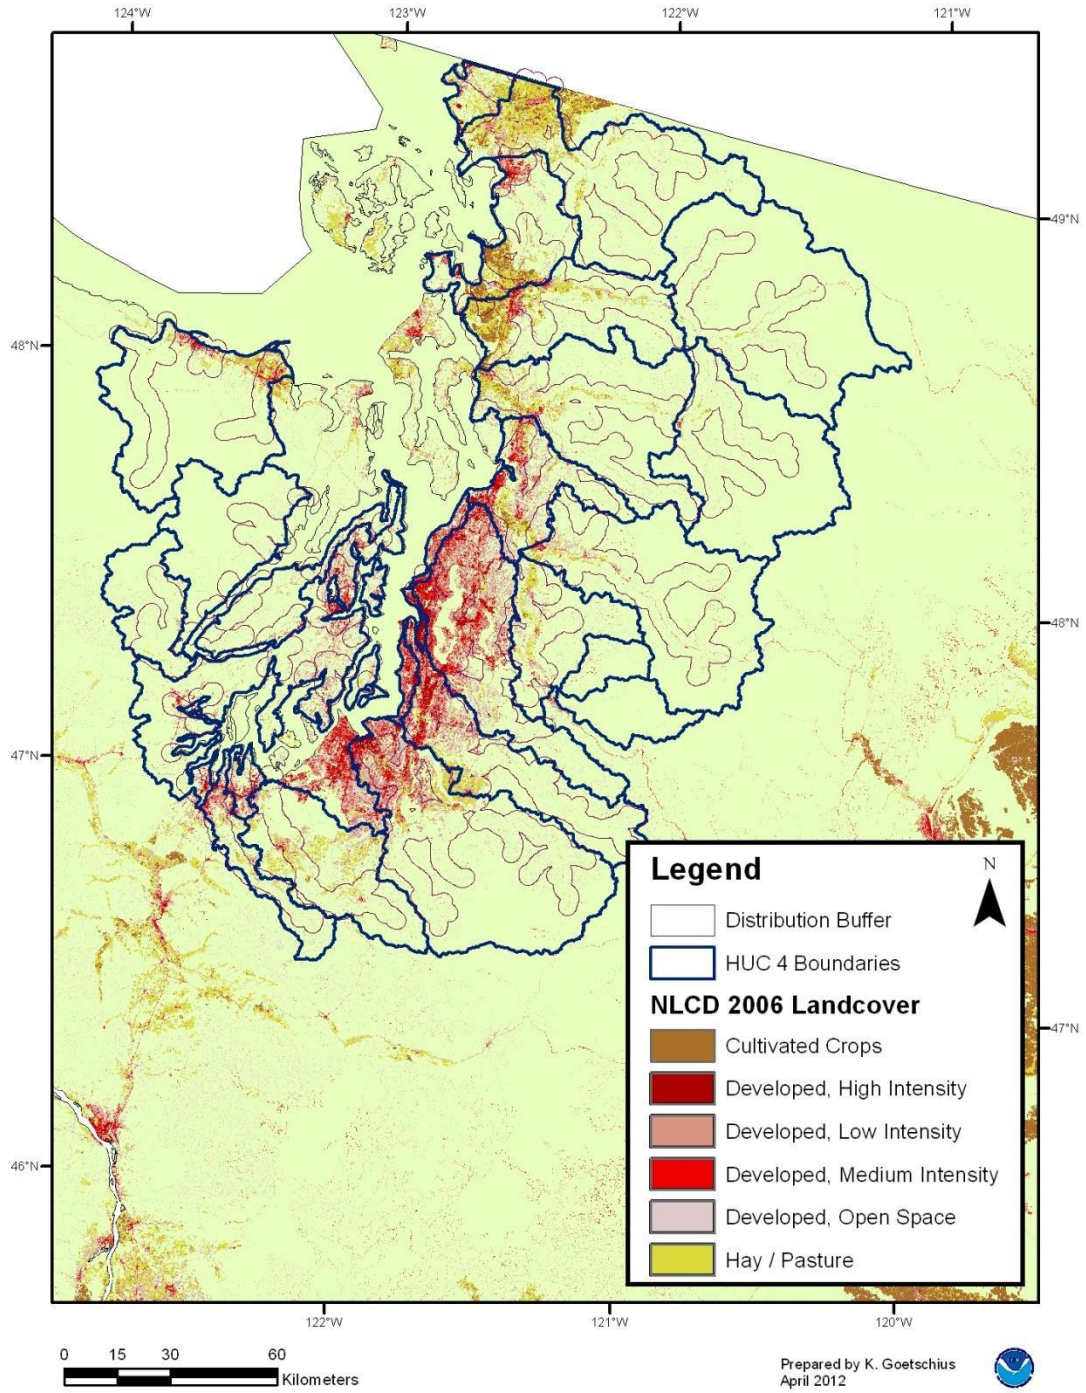 124°W 123°W 122°W 121°W
49°N
48°N
48°N
47°N
Legend
N
Distribution Buffer
HUC 4 Boundaries
NLCD 2006 Landcover
Cultivated Crops
47°N
Developed, High Intensity
Developed, Low Intensity
46°N
Developed, Medium Intensity
Developed, Open Space
Hay / Pasture
122°W 121°W 120°W
0 15 30 60
Kilometers
Prepared by K. Goetschius
April 2012